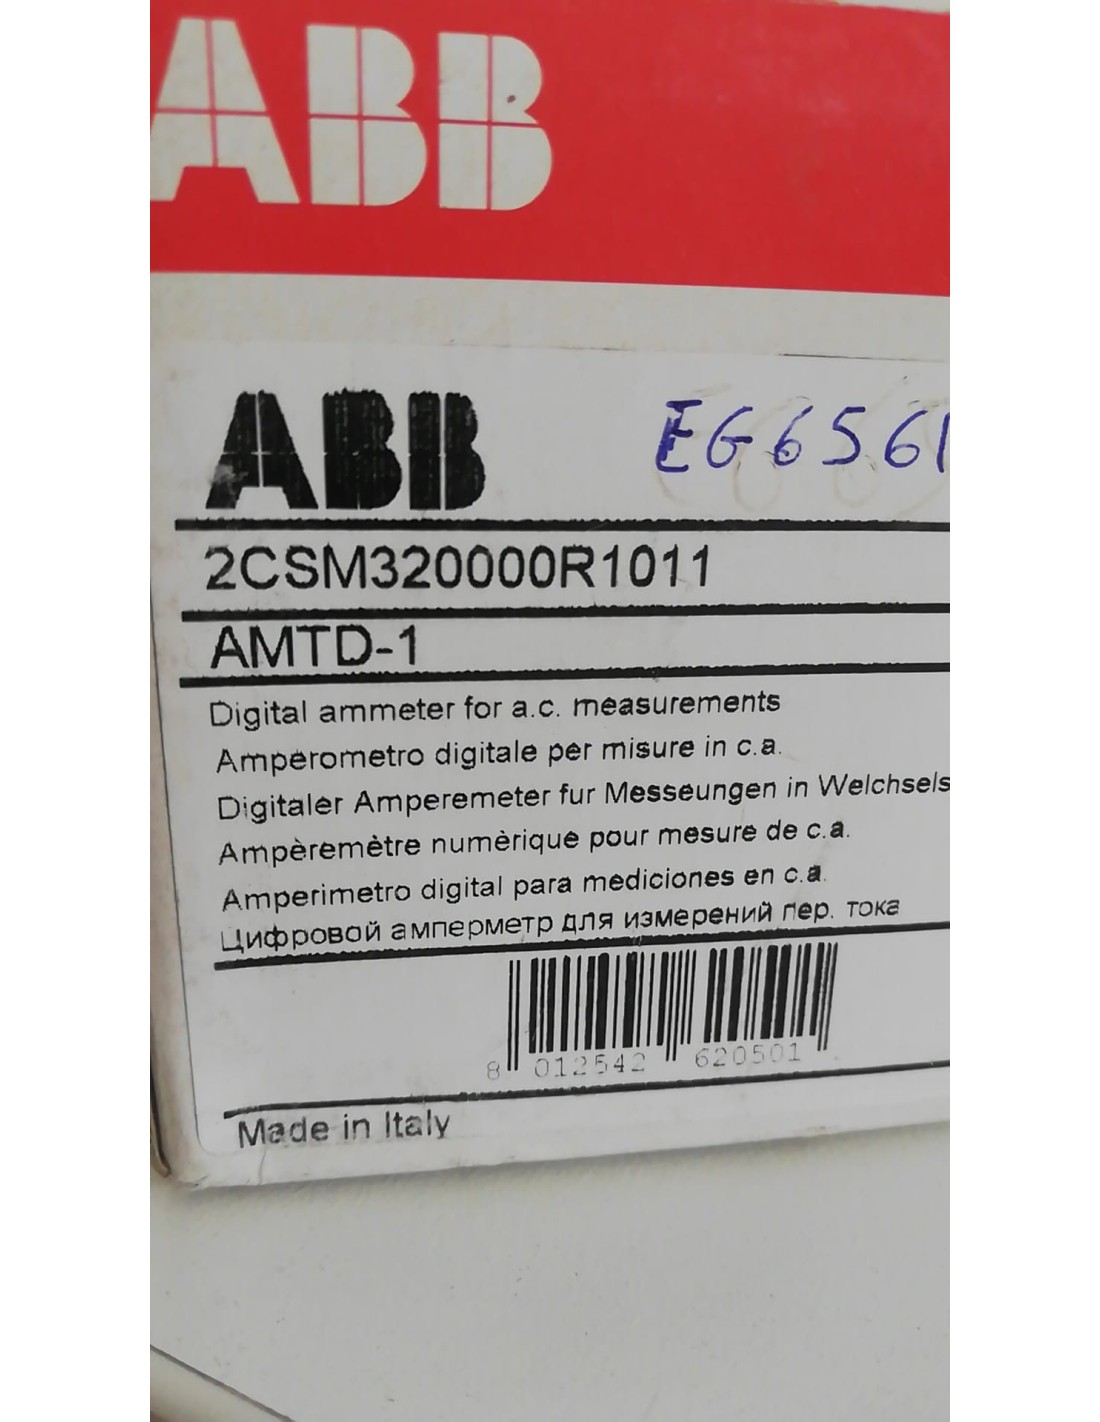 ABB
ABB
EG6561
2CSM320000R1011
AMTD-1
Digital ammeter for a.c. measurements
Amperometro digitale per misure in c.a.
Digitaler Amperemeter fur Messeungen in Welchsels
Ampèremètre numèrique pour mesure de c.a.
Amperimetro digital para mediciones en c.a.
Цифровой амперметр для измерений пер. тока
8 012542 620501
Made in Italy